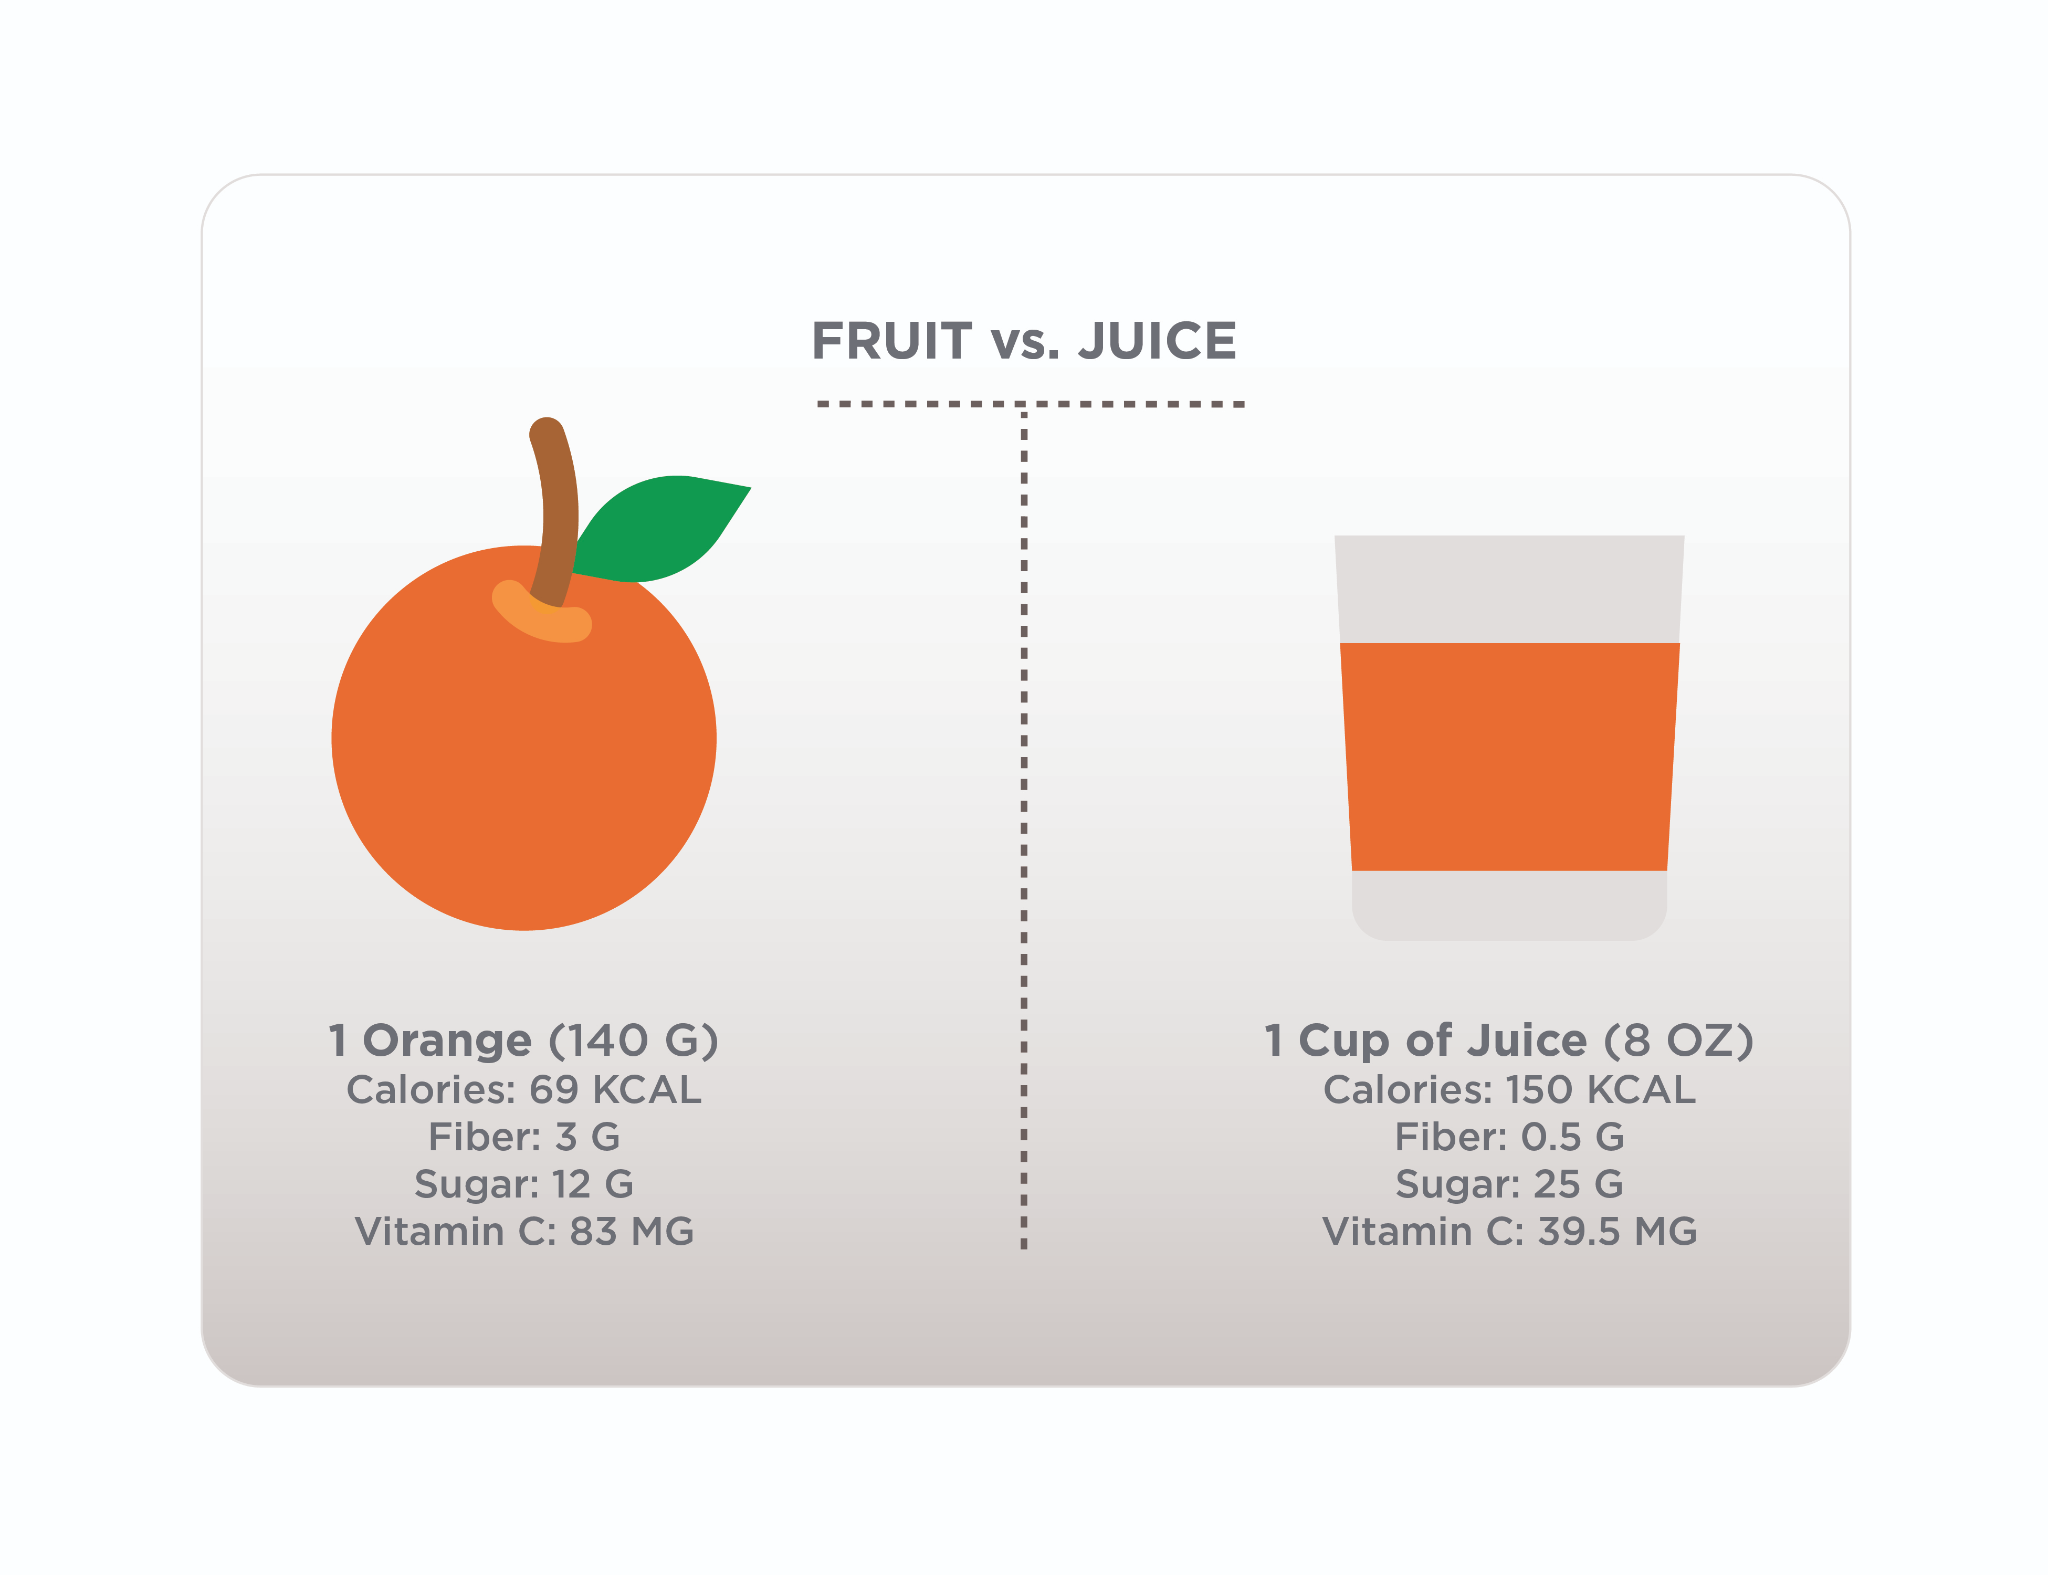 FRUIT vs. JUICE
1 Orange (140 G)
Calories: 69 KCAL
Fiber: 3 G
Sugar: 12 G
Vitamin C: 83 MG
1 Cup of Juice (8 OZ)
Calories: 150 KCAL
Fiber: 0.5 G
Sugar: 25 G
Vitamin C: 39.5 MG